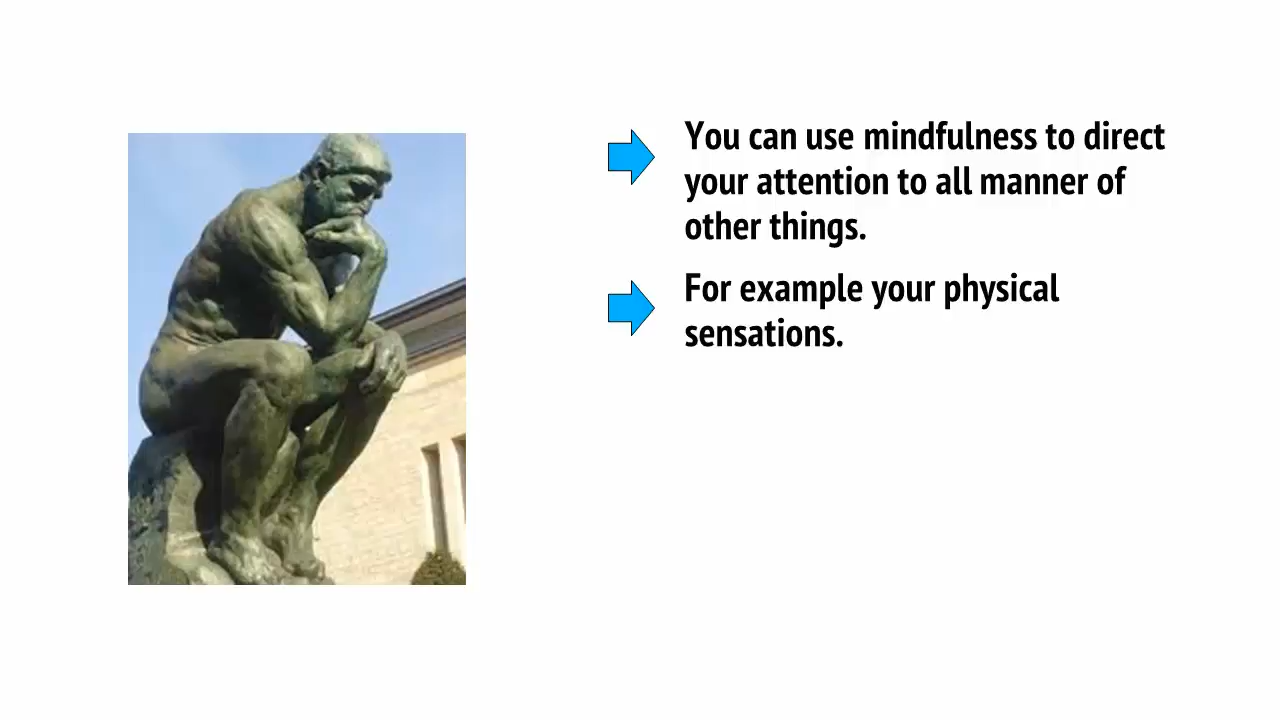 You can use mindfulness to direct
your attention to all manner of
other things.
For example your physical
sensations.